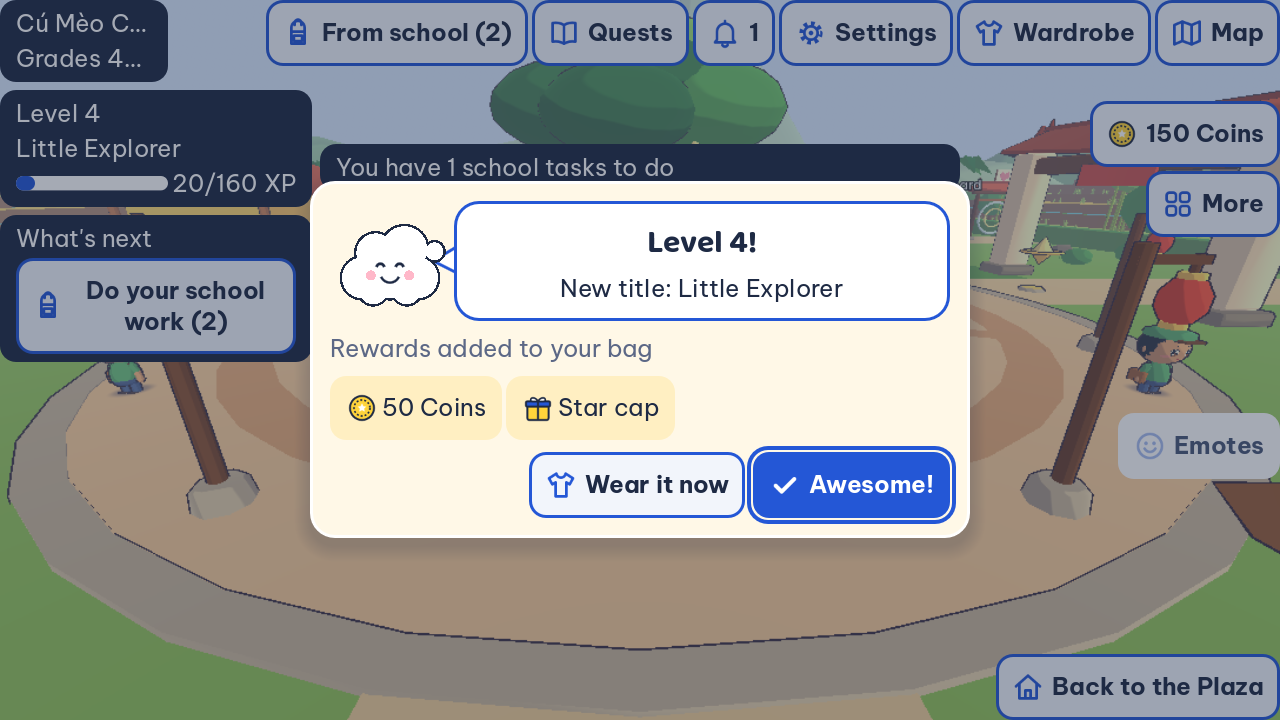 Cú Mèo C...
Grades 4...
From school (2)
Quests
1
Settings
Wardrobe
Map
Level 4
Little Explorer
20/160 XP
150 Coins
More
You have 1 school tasks to do
What's next
Do your school
work (2)
Level 4!
New title: Little Explorer
Rewards added to your bag
50 Coins
Star cap
Wear it now
Awesome!
Emotes
Back to the Plaza